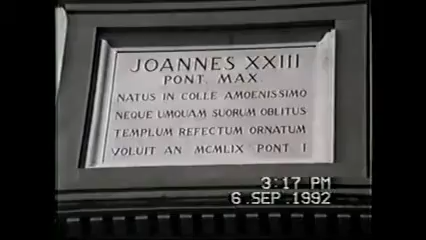 JOANNES XXIII
PONT. MAX.
NATUS IN COLLE AMOENISSIMO
NEQUE UMQUAM SUORUM OBLITUS
TEMPLUM REFECTUM ORNATUM
VOLUIT AN MCMLIX PONT I
3:17 PM
6.SEP.1992